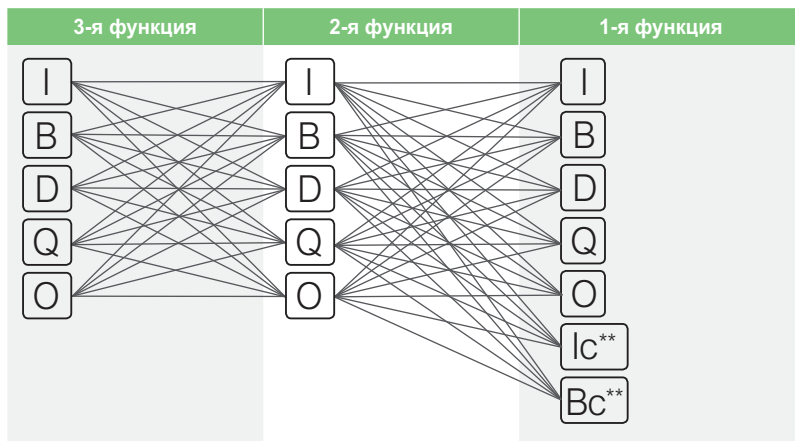 3-я функция 2-я функция 1-я функция
I I I
B B B
D D D
Q Q Q
O O O
Ic**
Bc**